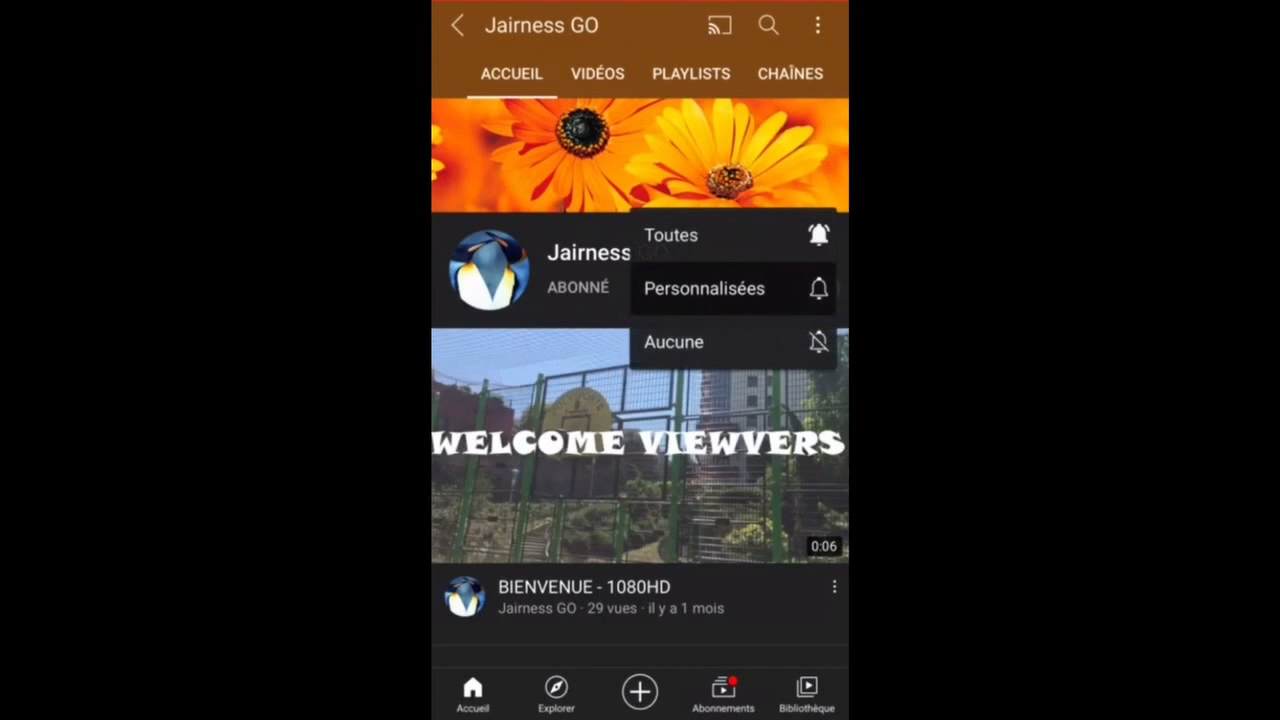 Jairness GO
ACCUEIL VIDÉOS PLAYLISTS CHAÎNES
Toutes
Jairness GO
ABONNÉ
Personnalisées
Aucune
WELCOME VIEWVERS
0:06
BIENVENUE - 1080HD
Jairness GO · 29 vues · il y a 1 mois
Accueil Explorer Abonnements Bibliothèque